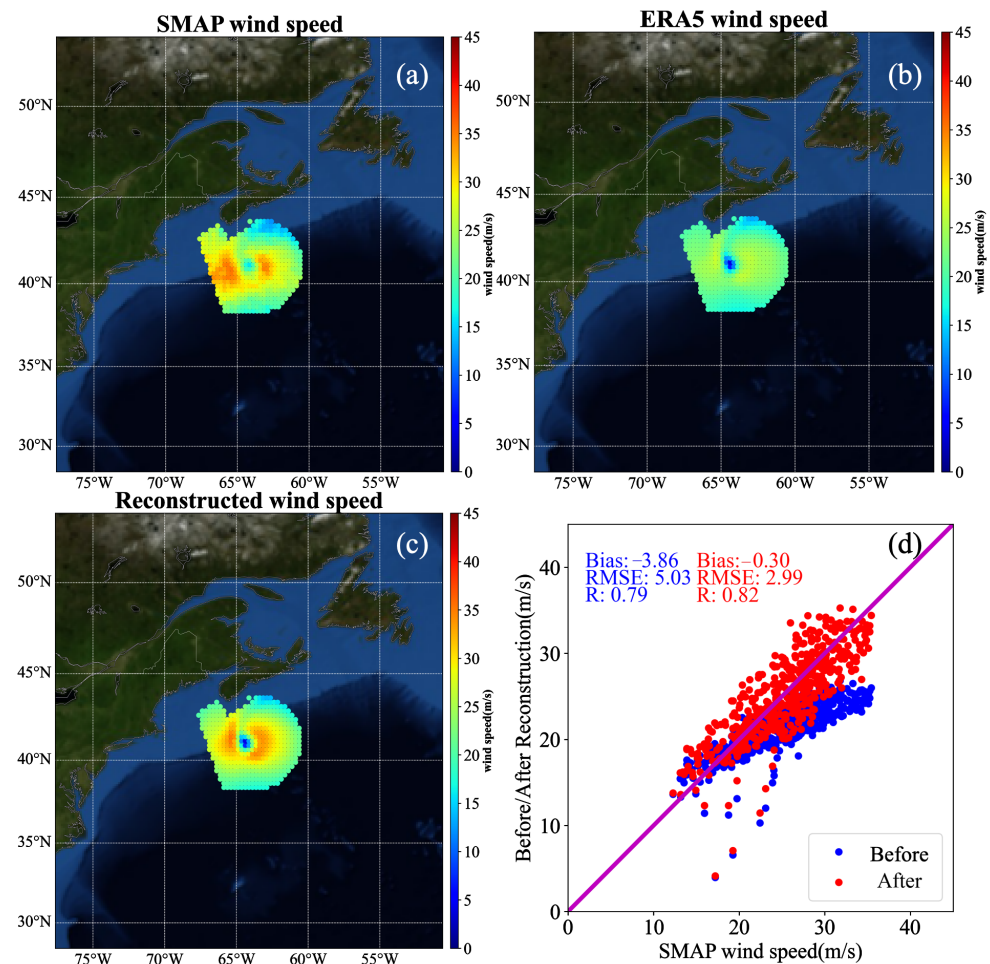 SMAP wind speed
(a)
50°N
45°N
40°N
35°N
30°N
75°W 70°W 65°W 60°W 55°W
45
40
35
30
25
20
15
10
5
0
wind speed(m/s)
ERA5 wind speed
(b)
50°N
45°N
40°N
35°N
30°N
75°W 70°W 65°W 60°W 55°W
45
40
35
30
25
20
15
10
5
0
wind speed(m/s)
Reconstructed wind speed
(c)
50°N
45°N
40°N
35°N
30°N
75°W 70°W 65°W 60°W 55°W
45
40
35
30
25
20
15
10
5
0
wind speed(m/s)
(d)
Bias: −3.86 Bias: −0.30
RMSE: 5.03 RMSE: 2.99
R: 0.79 R: 0.82
Before/After Reconstruction(m/s)
40
30
20
10
0
Before
After
0 10 20 30 40
SMAP wind speed(m/s)